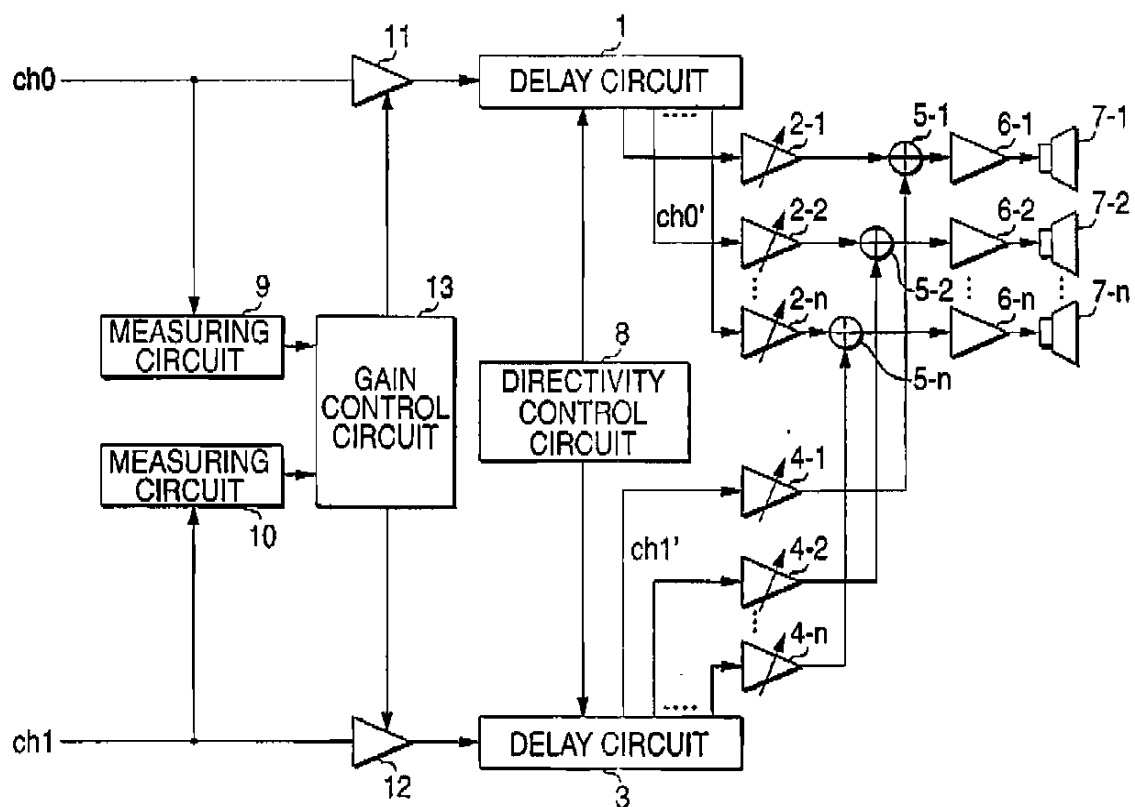 11
1
ch0
DELAY CIRCUIT
5-1
6-1
7-1
2-1
ch0'
2-2
6-2
7-2
9
13
5-2
2-n
6-n
7-n
MEASURING
CIRCUIT
8
GAIN
CONTROL
CIRCUIT
DIRECTIVITY
CONTROL
CIRCUIT
5-n
MEASURING
CIRCUIT
4-1
10
ch1'
4-2
4-n
ch1
DELAY CIRCUIT
12
3